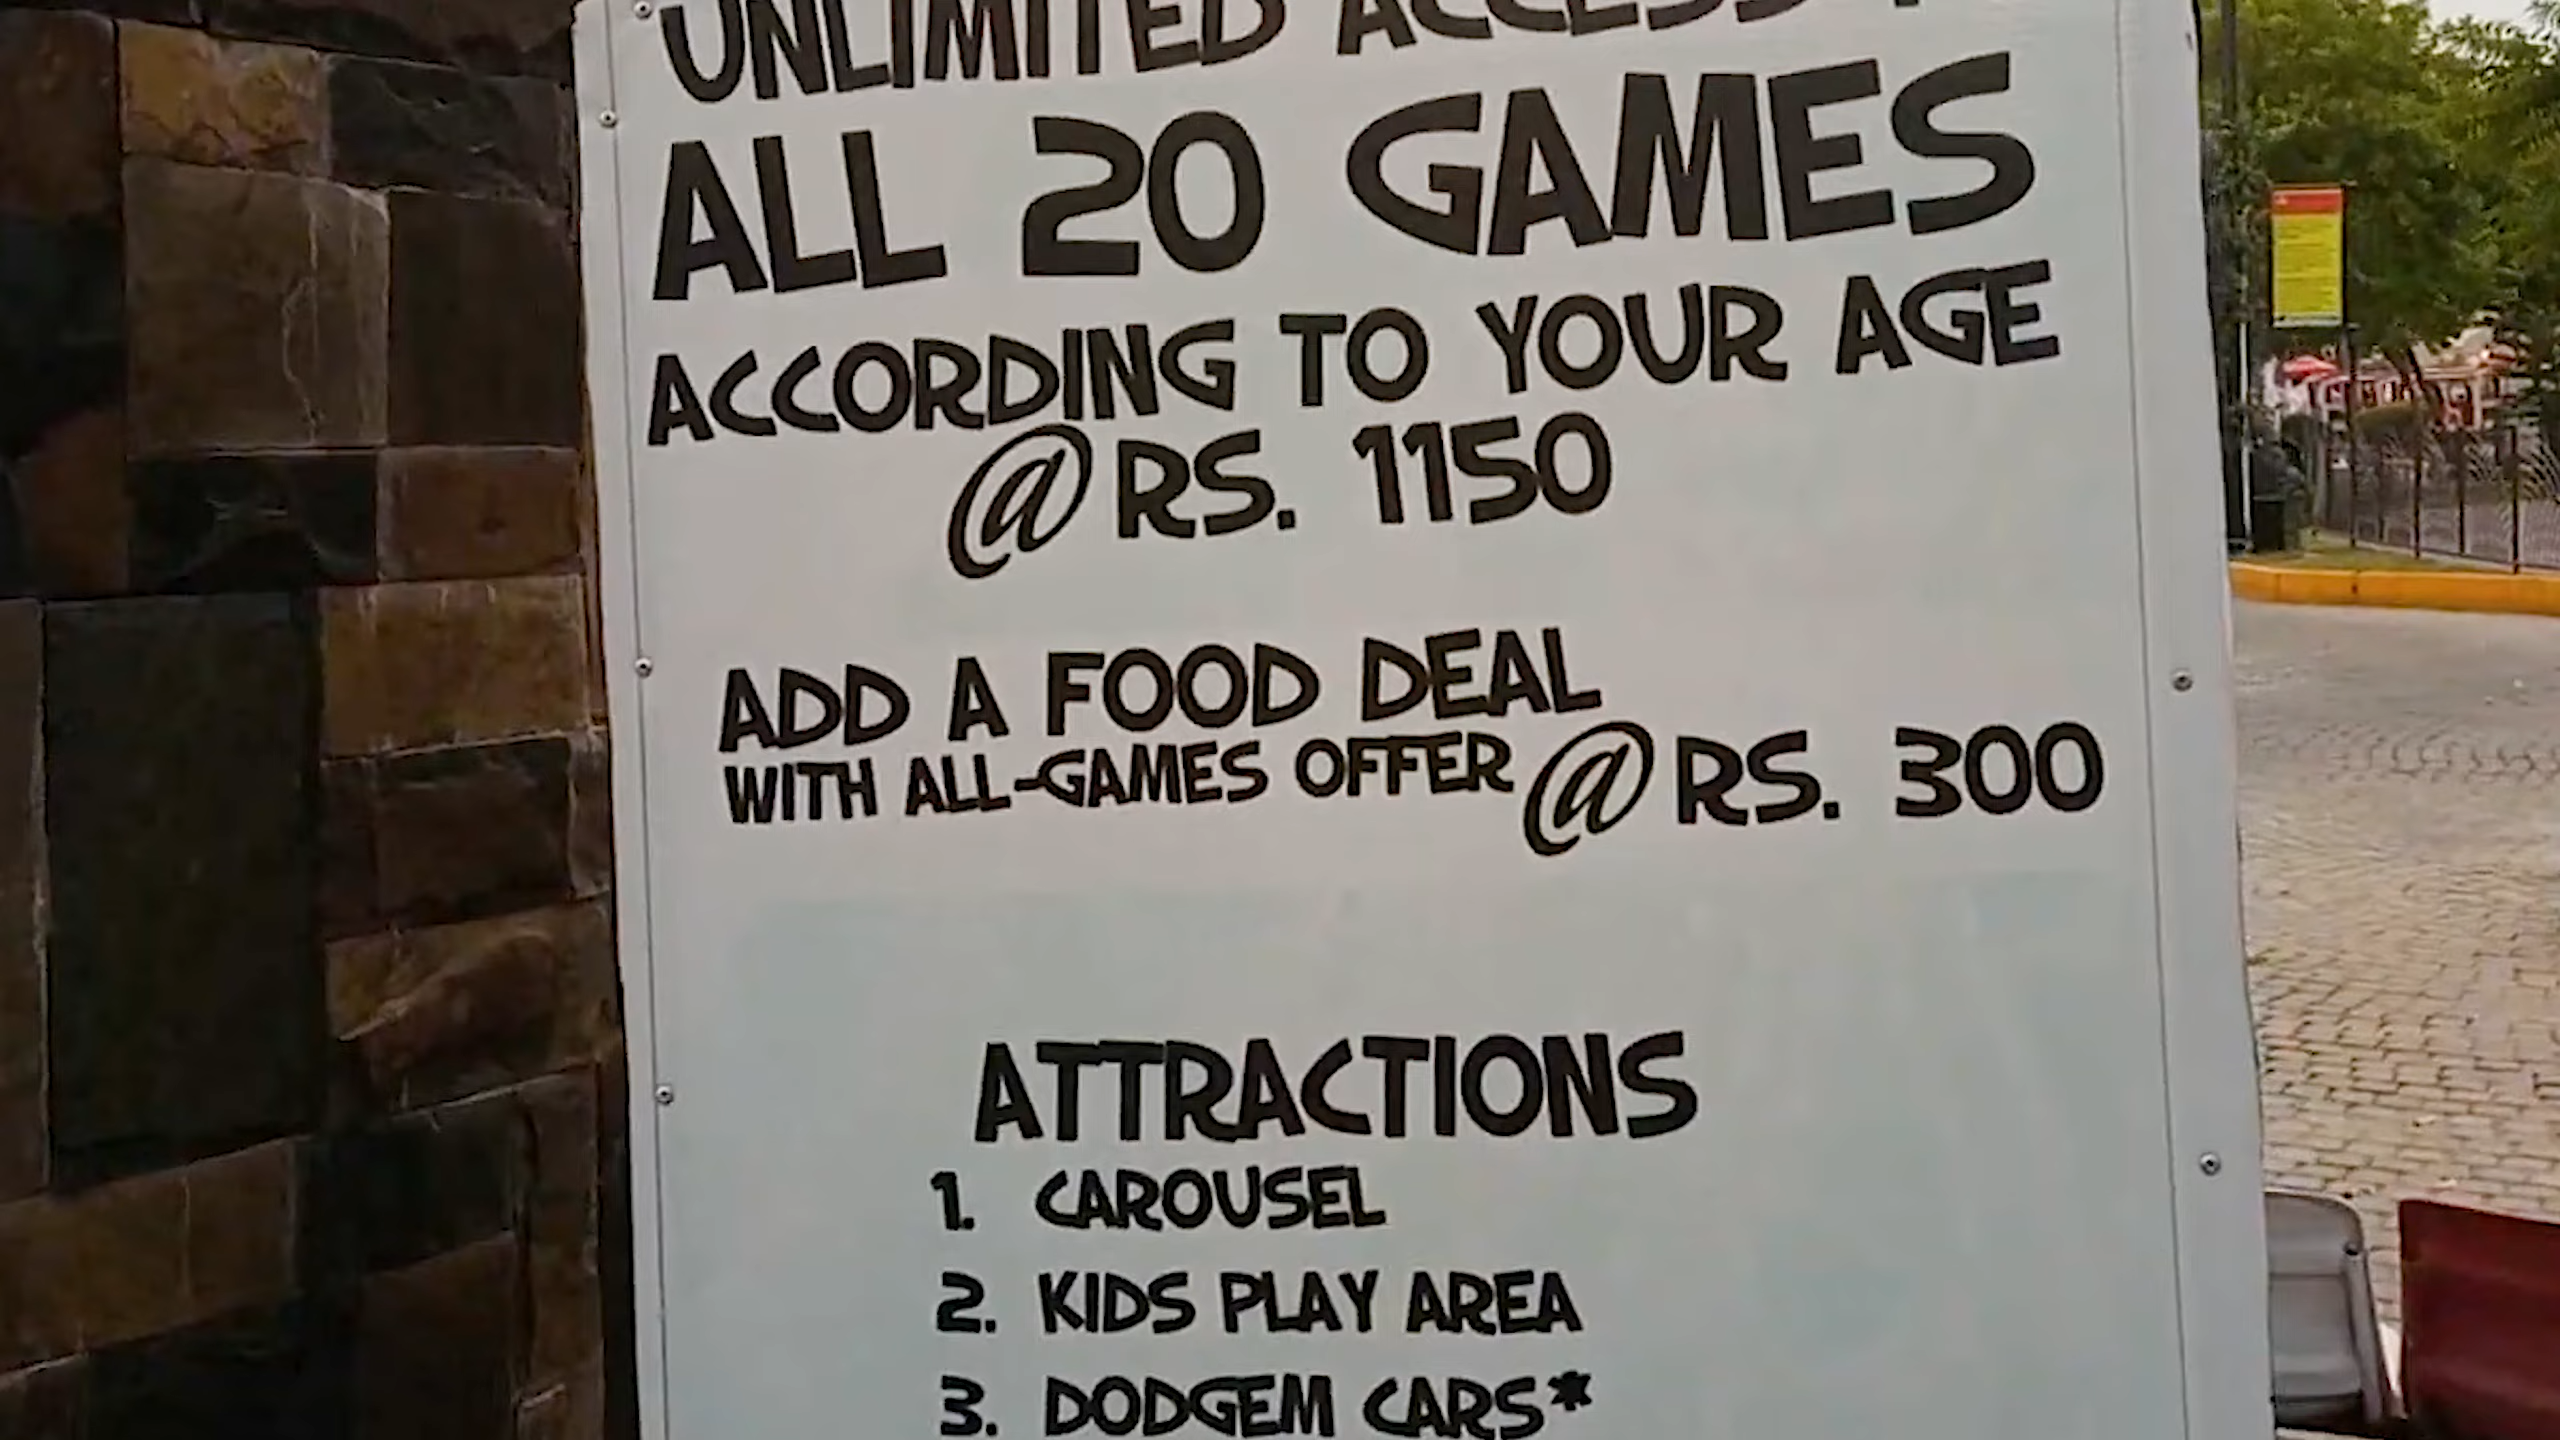 UNLIMITED ACCESS
ALL 20 GAMES
ACCORDING TO YOUR AGE
@ RS. 1150
ADD A FOOD DEAL
WITH ALL-GAMES OFFER @ RS. 300
ATTRACTIONS
1. CAROUSEL
2. KIDS PLAY AREA
3. DODGEM CARS*